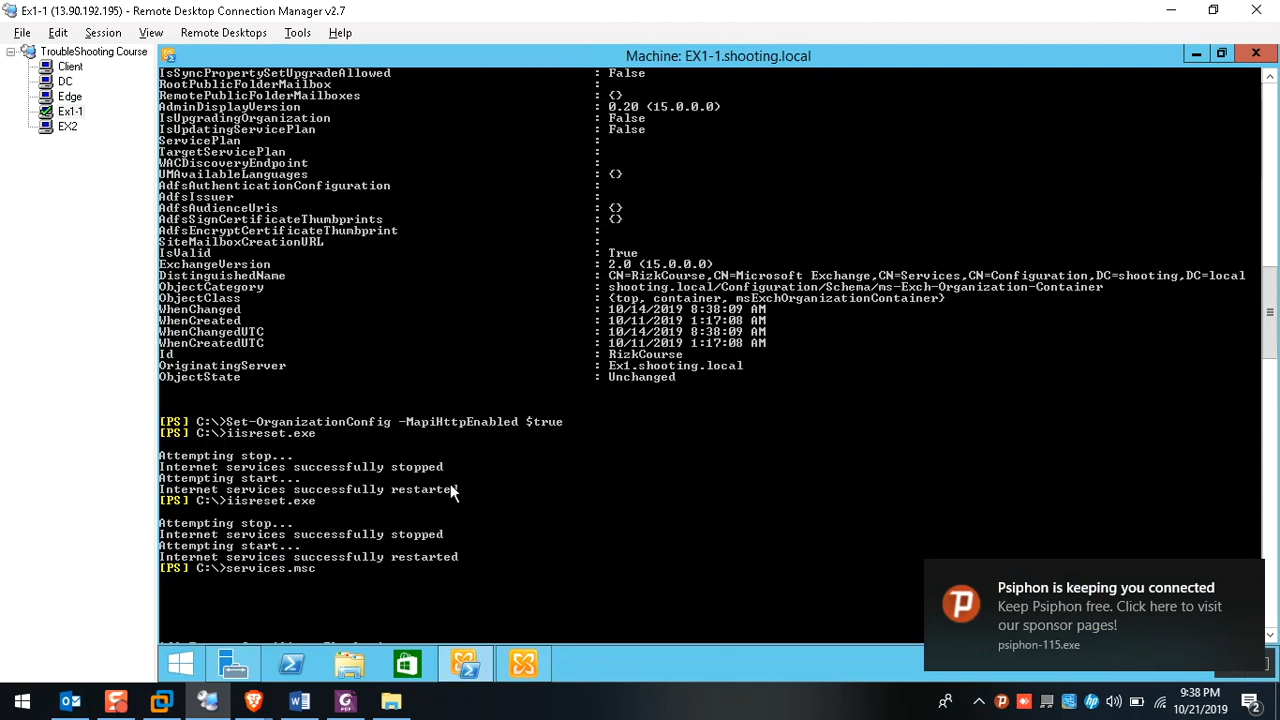 Ex1-1 (13.90.192.195) - Remote Desktop Connection Manager v2.7
File Edit Session View Remote Desktops Tools Help
TroubleShooting Course
Client
DC
Edge
Ex1-1
EX2
Machine: EX1-1.shooting.local
IsSyncPropertySetUpgradeAllowed : False
RootPublicFolderMailbox :
RemotePublicFolderMailboxes : {}
AdminDisplayVersion : 0.20 (15.0.0.0)
IsUpgradingOrganization : False
IsUpdatingServicePlan : False
ServicePlan :
TargetServicePlan :
WACDiscoveryEndpoint :
UMAvailableLanguages : {}
AdfsAuthenticationConfiguration :
AdfsIssuer :
AdfsAudienceUris : {}
AdfsSignCertificateThumbprints : {}
AdfsEncryptCertificateThumbprint :
SiteMailboxCreationURL :
IsValid : True
ExchangeVersion : 2.0 (15.0.0.0)
DistinguishedName : CN=RizkCourse,CN=Microsoft Exchange,CN=Services,CN=Configuration,DC=shooting,DC=local
ObjectCategory : shooting.local/Configuration/Schema/ms-Exch-Organization-Container
ObjectClass : {top, container, msExchOrganizationContainer}
WhenChanged : 10/14/2019 8:38:09 AM
WhenCreated : 10/11/2019 1:17:08 AM
WhenChangedUTC : 10/14/2019 8:38:09 AM
WhenCreatedUTC : 10/11/2019 1:17:08 AM
Id : RizkCourse
OriginatingServer : Ex1.shooting.local
ObjectState : Unchanged
[PS] C:\>Set-OrganizationConfig -MapiHttpEnabled $true
[PS] C:\>iisreset.exe
Attempting stop...
Internet services successfully stopped
Attempting start...
Internet services successfully restarted
[PS] C:\>iisreset.exe
Attempting stop...
Internet services successfully stopped
Attempting start...
Internet services successfully restarted
[PS] C:\>services.msc
Psiphon is keeping you connected
Keep Psiphon free. Click here to visit
our sponsor pages!
psiphon-115.exe
9:38 PM
10/21/2019
2